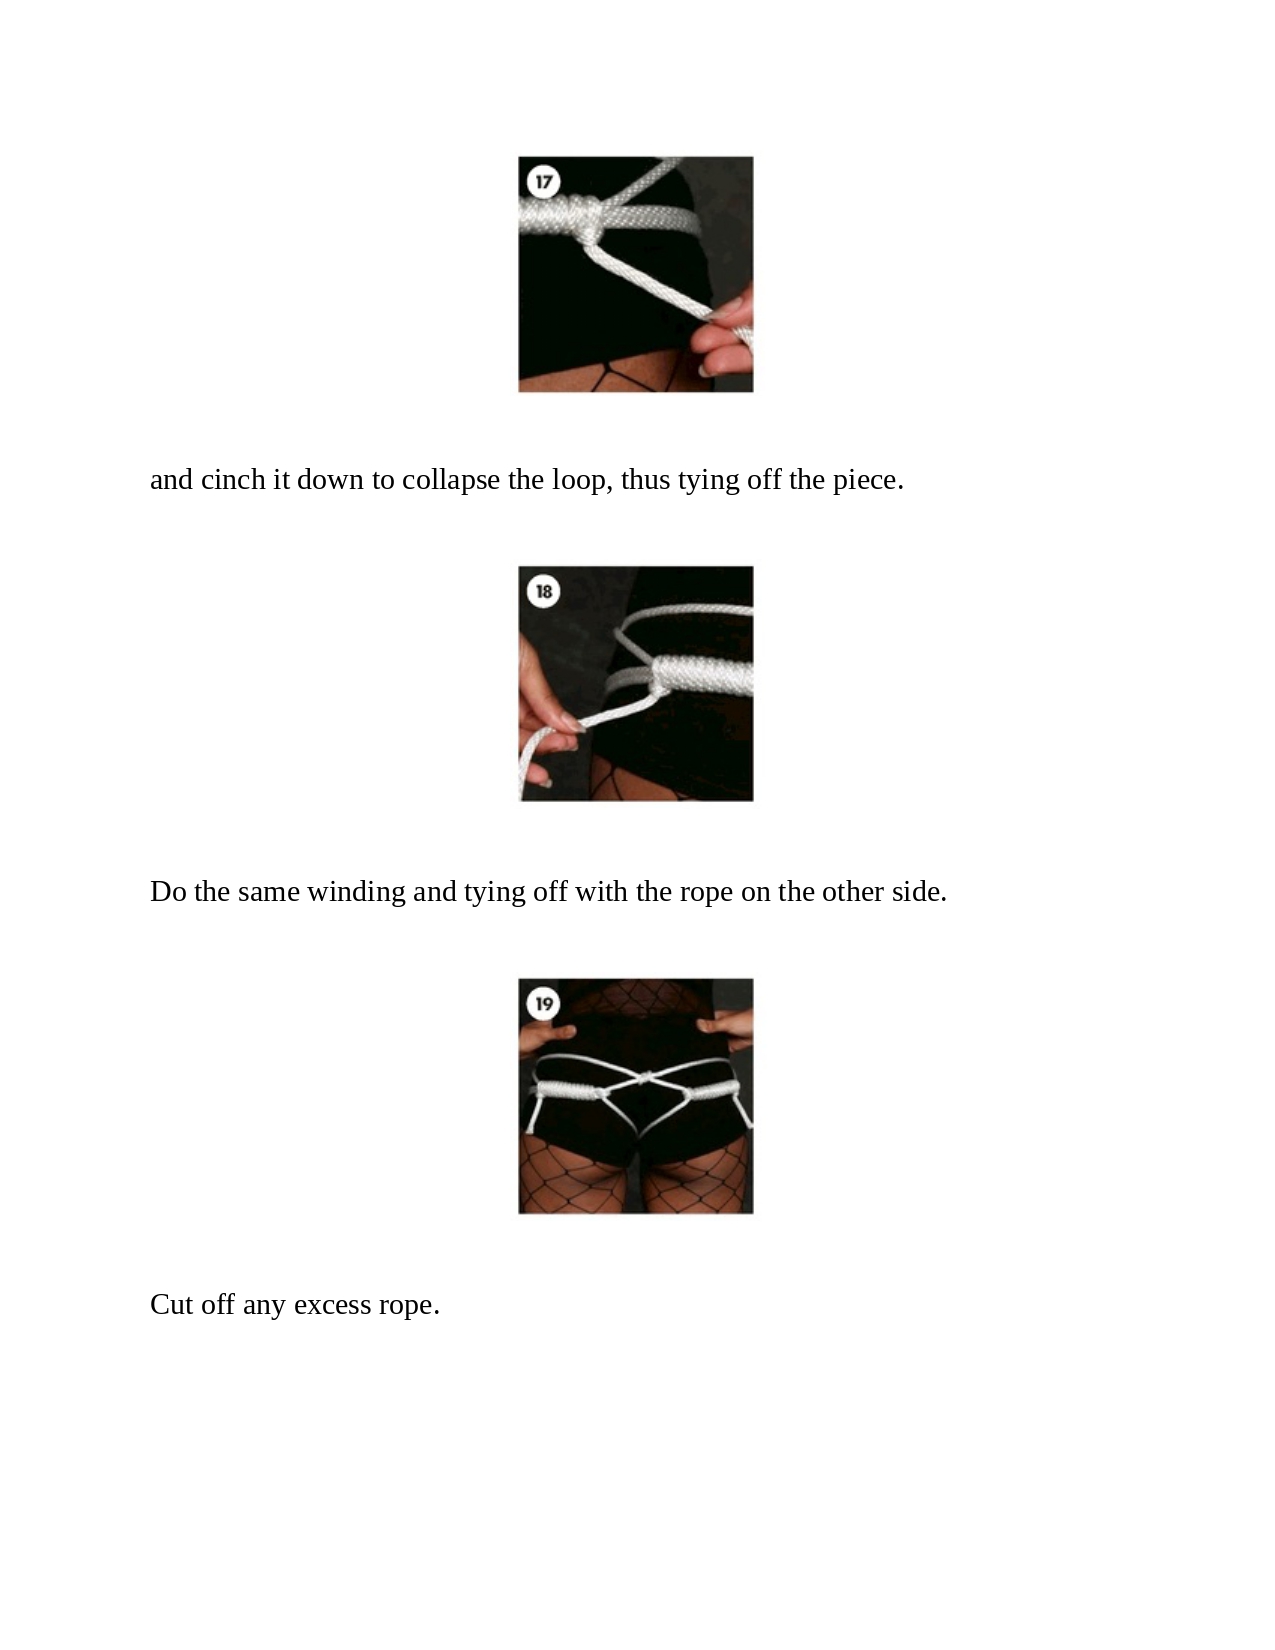 17
and cinch it down to collapse the loop, thus tying off the piece.
18
Do the same winding and tying off with the rope on the other side.
19
Cut off any excess rope.